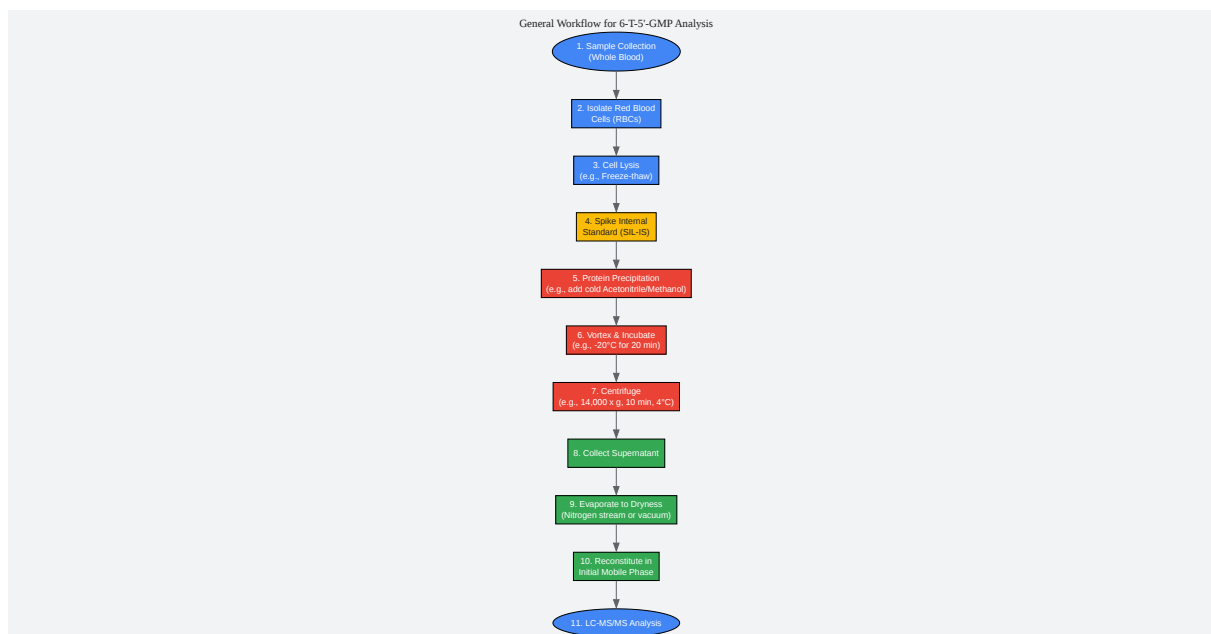 General Workflow for 6-T-5'-GMP Analysis
1. Sample Collection
(Whole Blood)
2. Isolate Red Blood
Cells (RBCs)
3. Cell Lysis
(e.g., Freeze-thaw)
4. Spike Internal
Standard (SIL-IS)
5. Protein Precipitation
(e.g., add cold Acetonitrile/Methanol)
6. Vortex & Incubate
(e.g., -20°C for 20 min)
7. Centrifuge
(e.g., 14,000 x g, 10 min, 4°C)
8. Collect Supernatant
9. Evaporate to Dryness
(Nitrogen stream or vacuum)
10. Reconstitute in
Initial Mobile Phase
11. LC-MS/MS Analysis